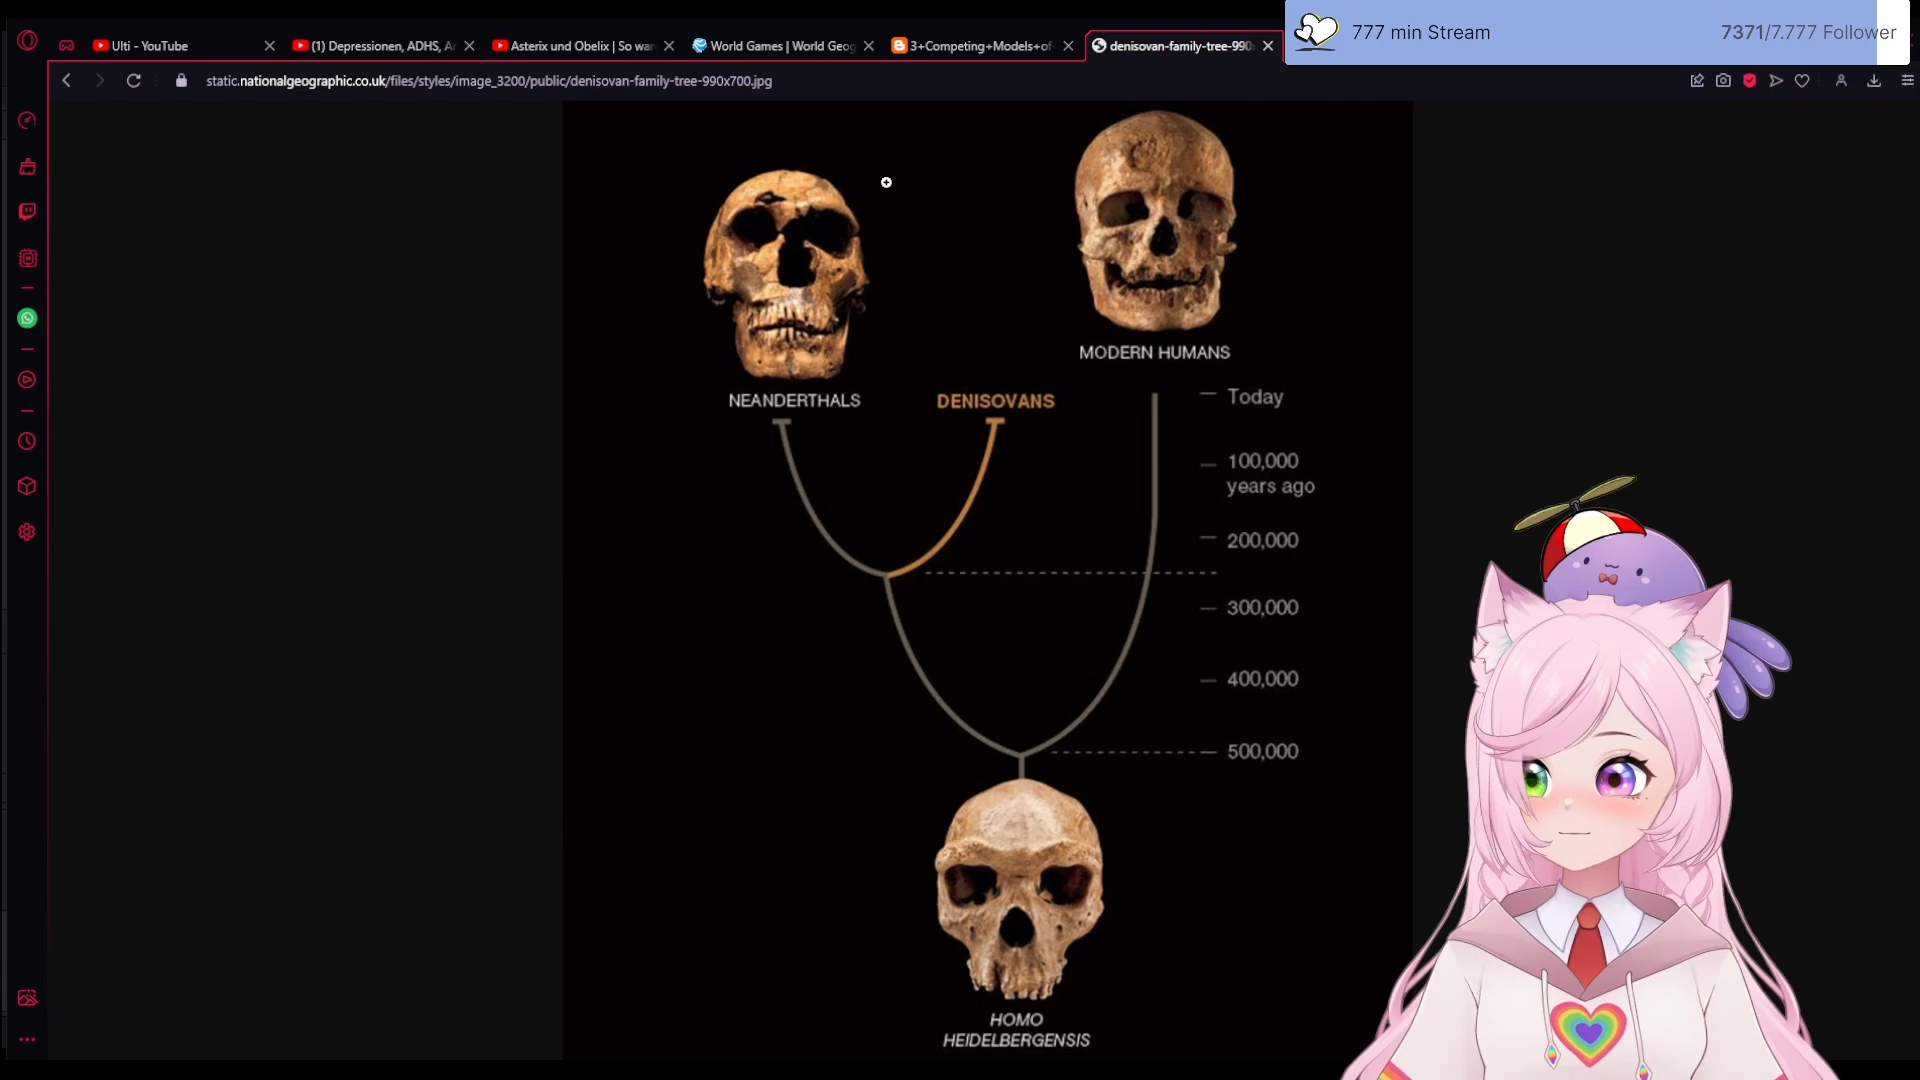 Ulti - YouTube
(1) Depressionen, ADHS, A
Asterix und Obelix | So wa
World Games | World Geog
3+Competing+Models+of
denisovan-family-tree-990
777 min Stream
7371/7.777 Follower
static.nationalgeographic.co.uk/files/styles/image_3200/public/denisovan-family-tree-990x700.jpg
MODERN HUMANS
NEANDERTHALS
DENISOVANS
Today
100,000
years ago
200,000
300,000
400,000
500,000
HOMO
HEIDELBERGENSIS